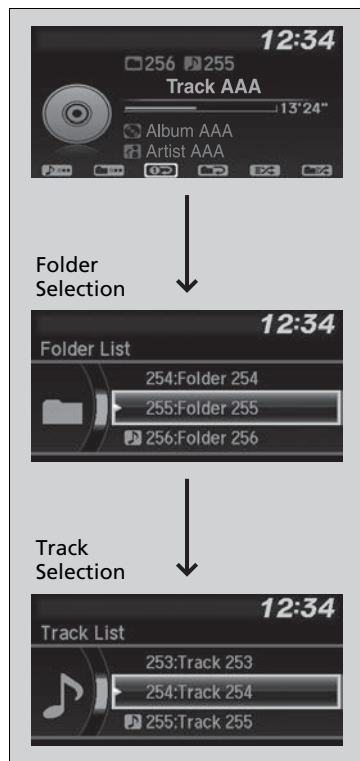 12:34
256 255
Track AAA
13'24"
Album AAA
Artist AAA
Folder
Selection
12:34
Folder List
254:Folder 254
255:Folder 255
256:Folder 256
Track
Selection
12:34
Track List
253:Track 253
254:Track 254
255:Track 255